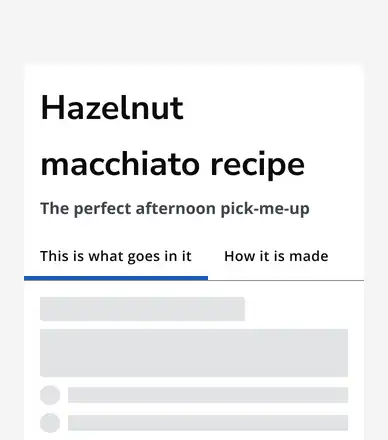 Hazelnut
macchiato recipe
The perfect afternoon pick-me-up
This is what goes in it
How it is made